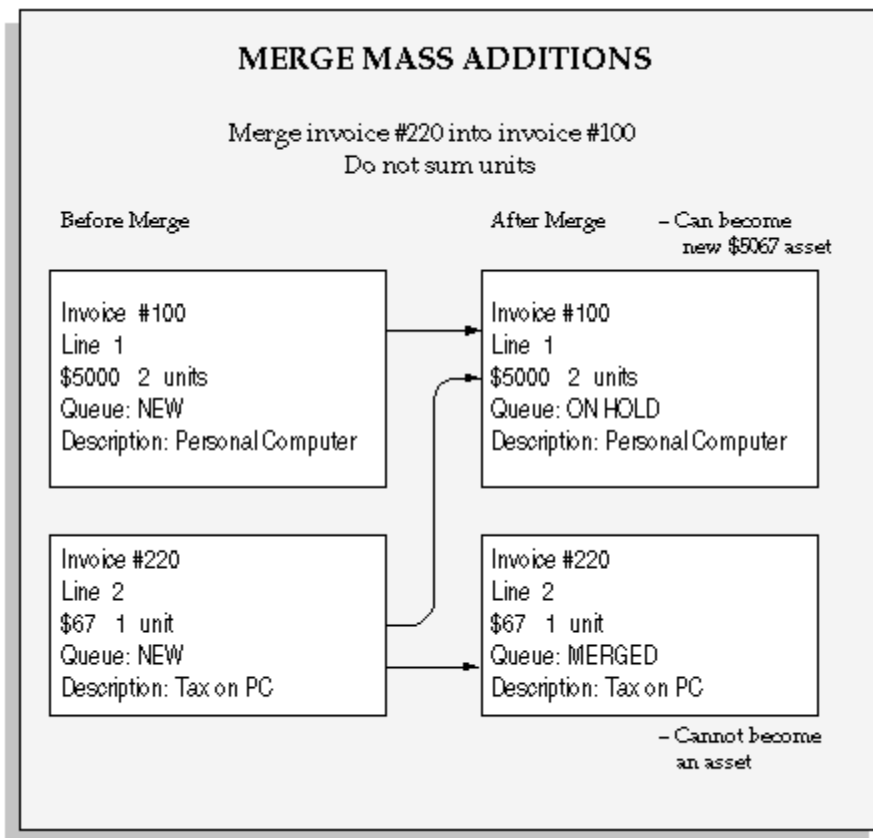 MERGE MASS ADDITIONS
Merge invoice #220 into invoice #100
Do not sum units
Before Merge
After Merge
– Can become
new $5067 asset
Invoice #100
Line 1
$5000 2 units
Queue: NEW
Description: Personal Computer
Invoice #100
Line 1
$5000 2 units
Queue: ON HOLD
Description: Personal Computer
Invoice #220
Line 2
$67 1 unit
Queue: NEW
Description: Tax on PC
Invoice #220
Line 2
$67 1 unit
Queue: MERGED
Description: Tax on PC
– Cannot become
an asset